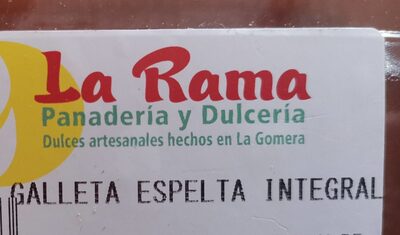 La Rama
Panadería y Dulcería
Dulces artesanales hechos en La Gomera
GALLETA ESPELTA INTEGRAL